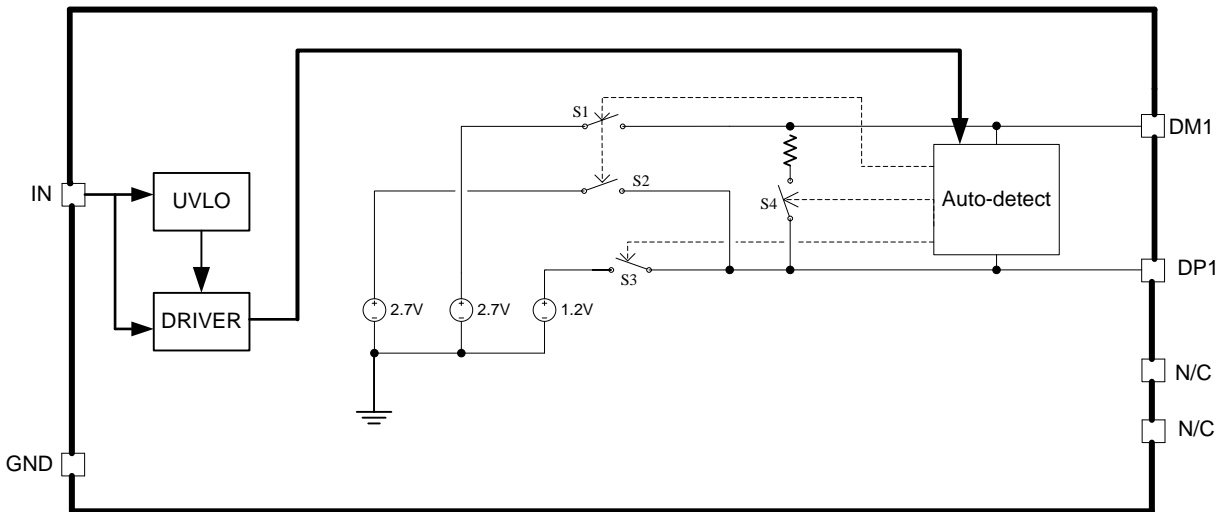 S1
DM1
IN
UVLO
S2
S4
Auto-detect
S3
DP1
+
−
2.7V
+
−
2.7V
+
−
1.2V
DRIVER
N/C
N/C
GND